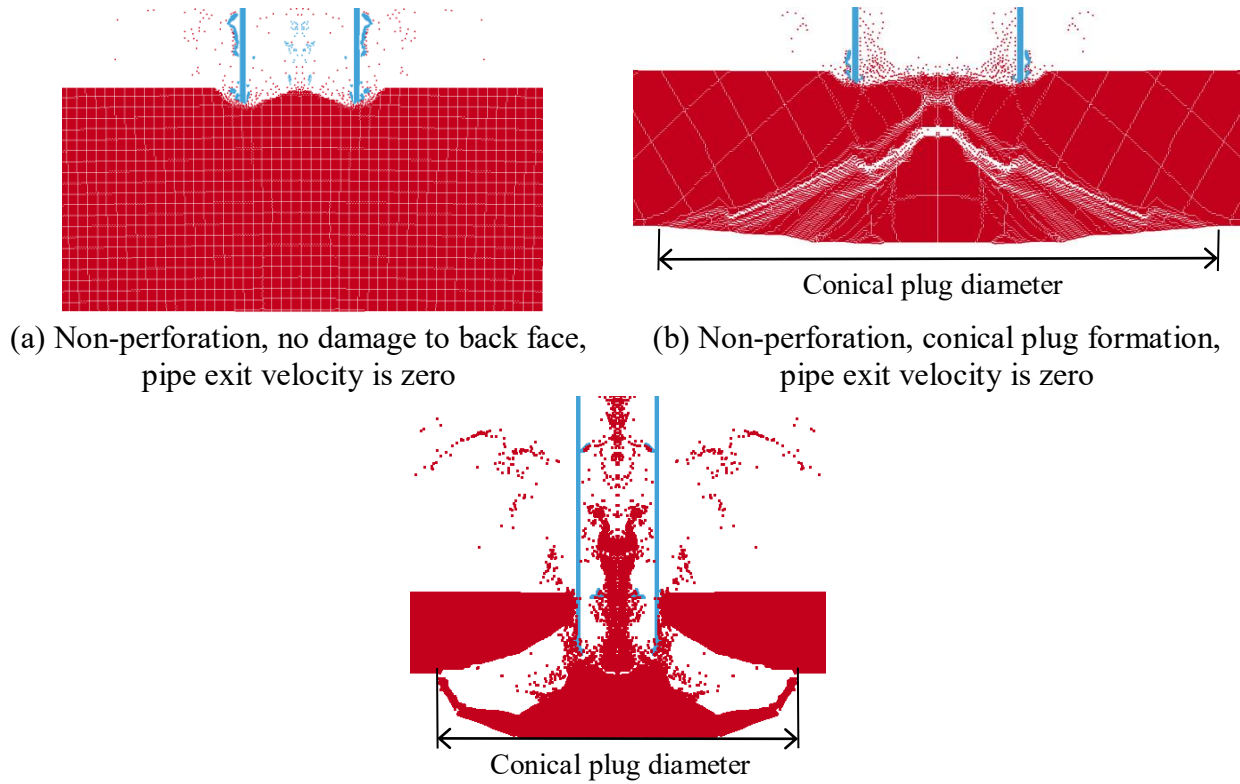 Conical plug diameter
(a) Non-perforation, no damage to back face,
pipe exit velocity is zero
(b) Non-perforation, conical plug formation,
pipe exit velocity is zero
Conical plug diameter